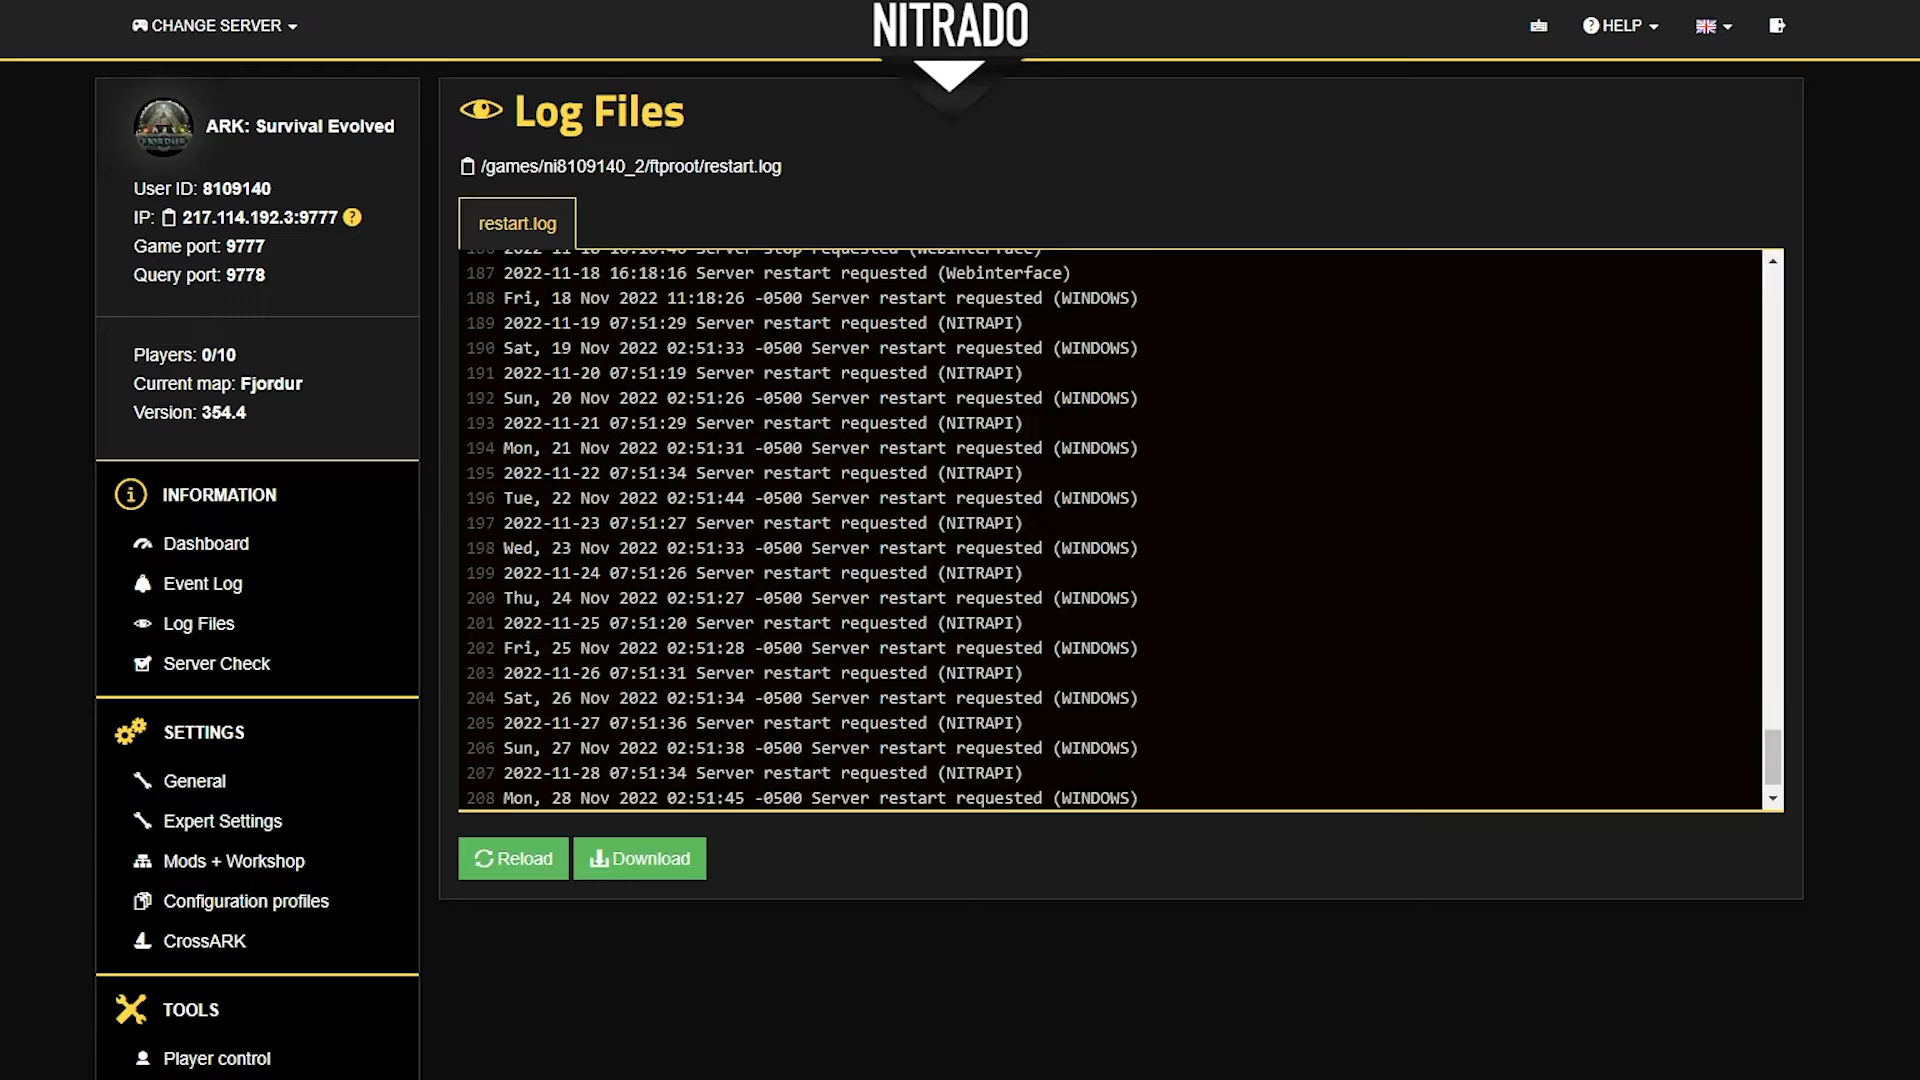 CHANGE SERVER
NITRADO
HELP
ARK: Survival Evolved
User ID: 8109140
IP: 217.114.192.3:9777 ?
Game port: 9777
Query port: 9778
Players: 0/10
Current map: Fjordur
Version: 354.4
INFORMATION
Dashboard
Event Log
Log Files
Server Check
SETTINGS
General
Expert Settings
Mods + Workshop
Configuration profiles
CrossARK
TOOLS
Player control
Log Files
/games/ni8109140_2/ftproot/restart.log
restart.log
187 2022-11-18 16:18:16 Server restart requested (Webinterface)
188 Fri, 18 Nov 2022 11:18:26 -0500 Server restart requested (WINDOWS)
189 2022-11-19 07:51:29 Server restart requested (NITRAPI)
190 Sat, 19 Nov 2022 02:51:33 -0500 Server restart requested (WINDOWS)
191 2022-11-20 07:51:19 Server restart requested (NITRAPI)
192 Sun, 20 Nov 2022 02:51:26 -0500 Server restart requested (WINDOWS)
193 2022-11-21 07:51:29 Server restart requested (NITRAPI)
194 Mon, 21 Nov 2022 02:51:31 -0500 Server restart requested (WINDOWS)
195 2022-11-22 07:51:34 Server restart requested (NITRAPI)
196 Tue, 22 Nov 2022 02:51:44 -0500 Server restart requested (WINDOWS)
197 2022-11-23 07:51:27 Server restart requested (NITRAPI)
198 Wed, 23 Nov 2022 02:51:33 -0500 Server restart requested (WINDOWS)
199 2022-11-24 07:51:26 Server restart requested (NITRAPI)
200 Thu, 24 Nov 2022 02:51:27 -0500 Server restart requested (WINDOWS)
201 2022-11-25 07:51:20 Server restart requested (NITRAPI)
202 Fri, 25 Nov 2022 02:51:28 -0500 Server restart requested (WINDOWS)
203 2022-11-26 07:51:31 Server restart requested (NITRAPI)
204 Sat, 26 Nov 2022 02:51:34 -0500 Server restart requested (WINDOWS)
205 2022-11-27 07:51:36 Server restart requested (NITRAPI)
206 Sun, 27 Nov 2022 02:51:38 -0500 Server restart requested (WINDOWS)
207 2022-11-28 07:51:34 Server restart requested (NITRAPI)
208 Mon, 28 Nov 2022 02:51:45 -0500 Server restart requested (WINDOWS)
Reload
Download